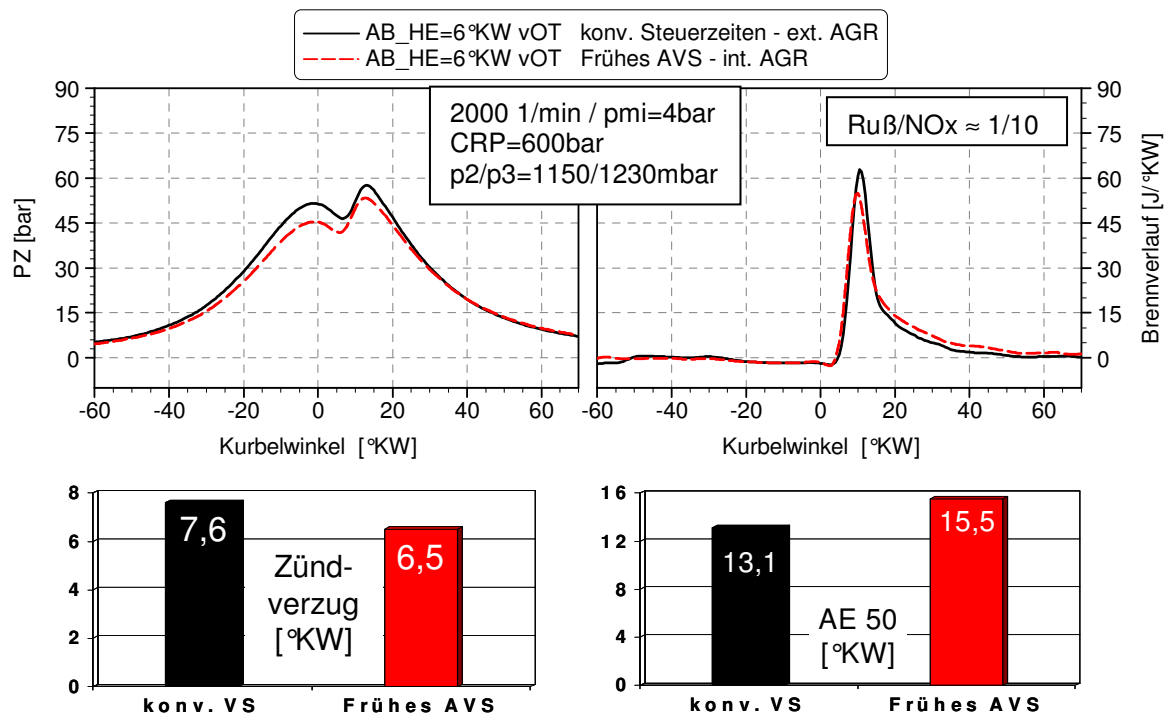 AB_HE=6°KW vOT konv. Steuerzeiten - ext. AGR
AB_HE=6°KW vOT Frühes AVS - int. AGR
2000 1/min / pmi=4bar
CRP=600bar
p2/p3=1150/1230mbar
Ruß/NOx ≈ 1/10
PZ [bar]
90
75
60
45
30
15
0
-60 -40 -20 0 20 40 60
Kurbelwinkel [°KW]
Brennverlauf [J/°KW]
90
75
60
45
30
15
0
-60 -40 -20 0 20 40 60
Kurbelwinkel [°KW]
8
6
4
2
0
7,6
6,5
Zünd-
verzug
[°KW]
konv. VS Frühes AVS
16
12
8
4
0
13,1
15,5
AE 50
[°KW]
konv. VS Frühes AVS